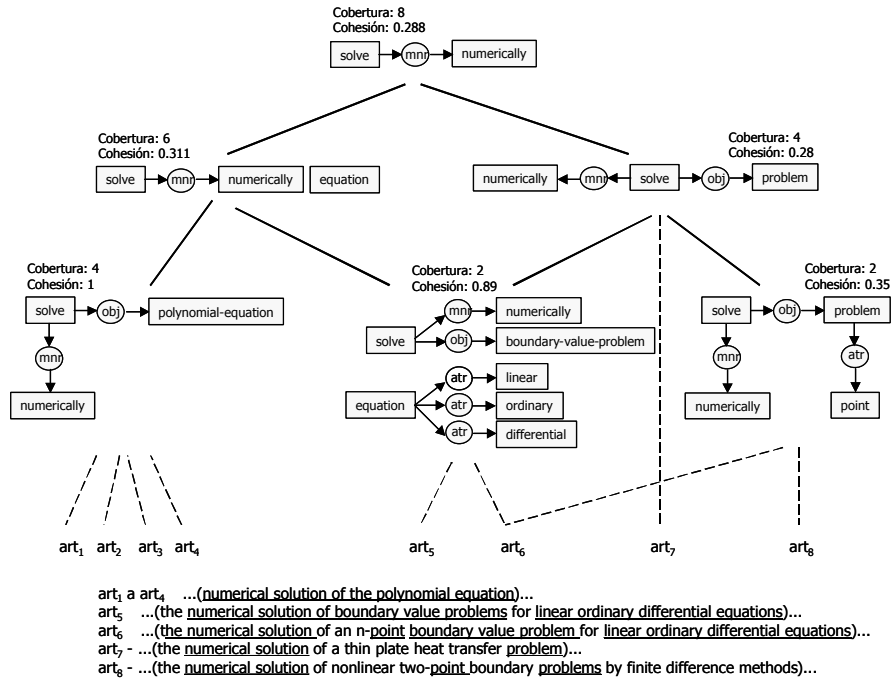 Cobertura: 8
Cohesión: 0.288
solve mnr numerically
Cobertura: 6
Cohesión: 0.311
solve mnr numerically equation
Cobertura: 4
Cohesión: 0.28
numerically mnr solve obj problem
Cobertura: 4
Cohesión: 1
solve obj polynomial-equation
mnr
numerically
Cobertura: 2
Cohesión: 0.89
mnr numerically
solve obj boundary-value-problem
atr linear
equation atr ordinary
atr differential
Cobertura: 2
Cohesión: 0.35
solve obj problem
mnr atr
numerically point
art1 art2 art3 art4 art5 art6 art7 art8
art1 a art4 ...(numerical solution of the polynomial equation)...
art5 ...(the numerical solution of boundary value problems for linear ordinary differential equations)...
art6 ...(the numerical solution of an n-point boundary value problem for linear ordinary differential equations)...
art7 - ...(the numerical solution of a thin plate heat transfer problem)...
art8 - ...(the numerical solution of nonlinear two-point boundary problems by finite difference methods)...